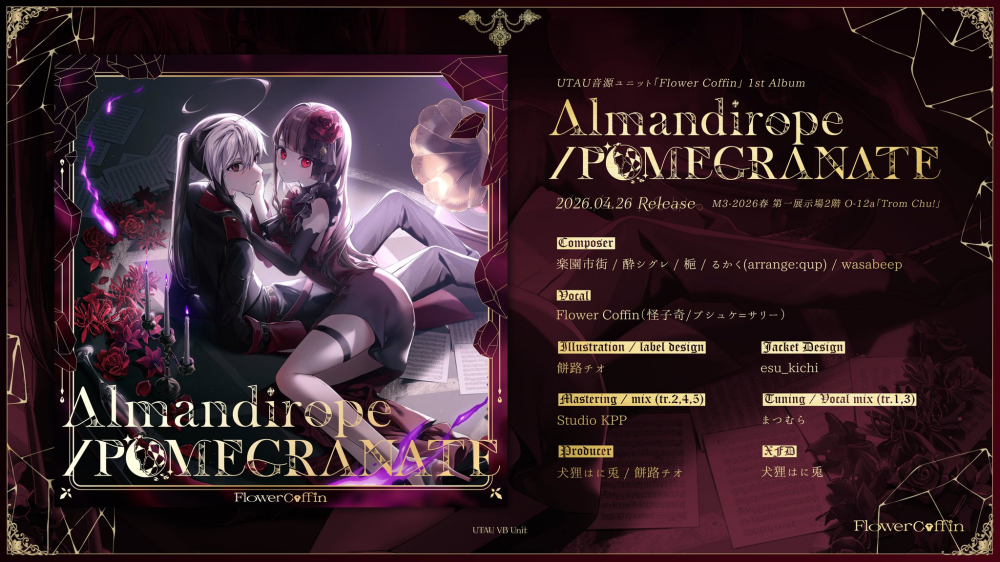 UTAU音源ユニット「Flower Coffin」 1st Album
Almandirope
/POMEGRANATE
2026.04.26 Release
M3-2026春 第一展示場2階 O-12a「Trom Chu!」
Composer
楽園市街 / 酔シグレ / 梔 / るかく(arrange:qup) / wasabeep
Vocal
Flower Coffin(怪子奇/プシュケ=サリー)
Illustration / label design
餅路チオ
Jacket Design
esu_kichi
Mastering / mix (tr.2,4,5)
Studio KPP
Tuning / Vocal mix (tr.1,3)
まつむら
Producer
犬狸はに兎 / 餅路チオ
XFD
犬狸はに兎
Almandirope
/POMEGRANATE
FlowerCoffin
UTAU VB Unit
FlowerCoffin